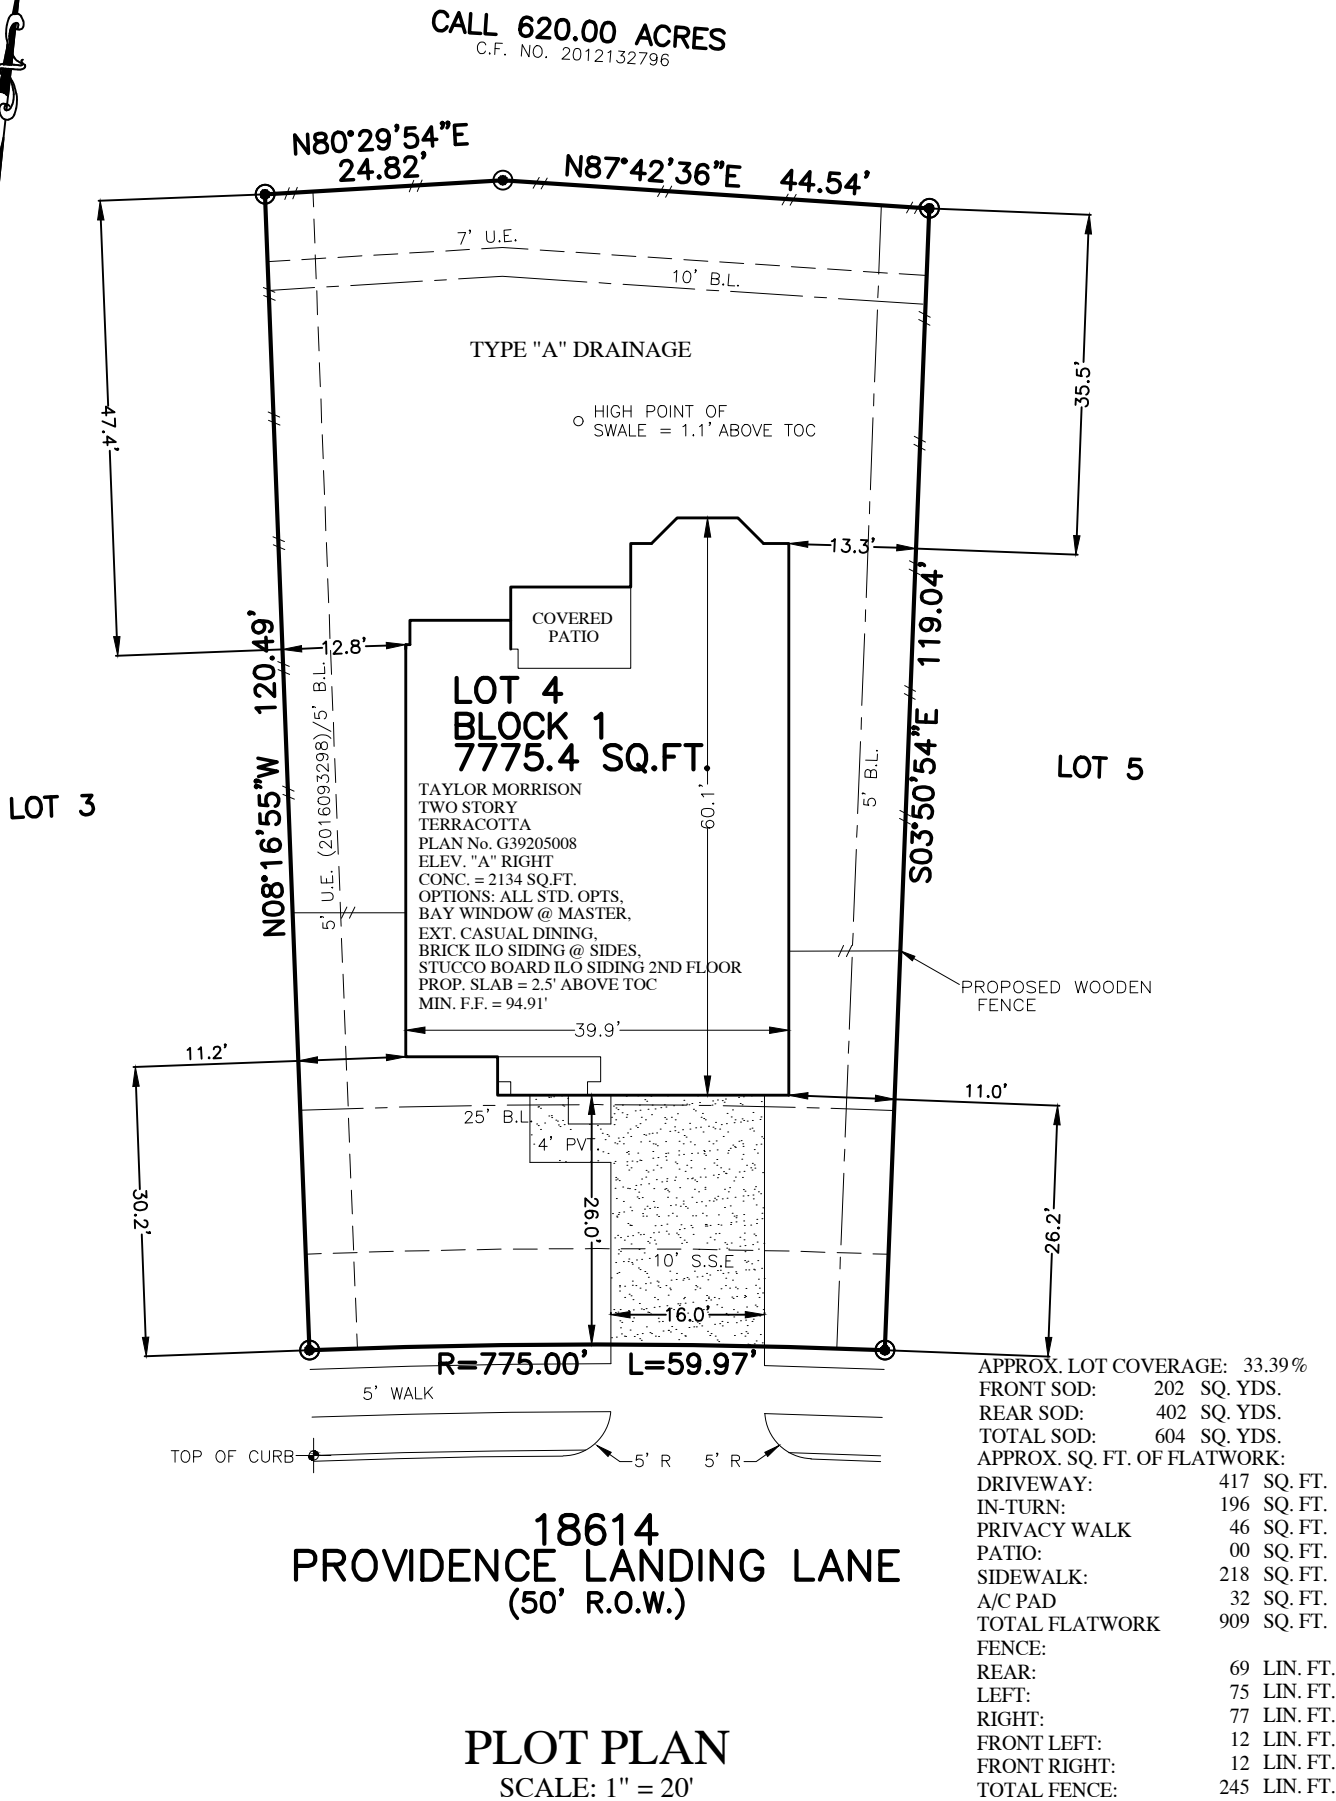 CALL 620.00 ACRES
C.F. NO. 2012132796
N80°29'54"E
24.82'
N87°42'36"E 44.54'
7' U.E.
10' B.L.
TYPE "A" DRAINAGE
HIGH POINT OF
SWALE = 1.1' ABOVE TOC
47.4'
35.5'
13.3'
12.8'
COVERED
PATIO
N08°16'55"W 120.49'
S03°50'54"E 119.04'
5' U.E. (2016093298)/5' B.L.
5' B.L.
60.1'
LOT 4
BLOCK 1
7775.4 SQ.FT.
LOT 3
LOT 5
TAYLOR MORRISON
TWO STORY
TERRACOTTA
PLAN No. G39205008
ELEV. "A" RIGHT
CONC. = 2134 SQ.FT.
OPTIONS: ALL STD. OPTS,
BAY WINDOW @ MASTER,
EXT. CASUAL DINING,
BRICK ILO SIDING @ SIDES,
STUCCO BOARD ILO SIDING 2ND FLOOR
PROP. SLAB = 2.5' ABOVE TOC
MIN. F.F. = 94.91'
PROPOSED WOODEN
FENCE
39.9'
11.2'
11.0'
25' B.L.
4' PVT.
30.2'
26.0'
26.2'
10' S.S.E
16.0'
R=775.00' L=59.97'
5' WALK
TOP OF CURB
5' R
5' R
18614
PROVIDENCE LANDING LANE
(50' R.O.W.)
PLOT PLAN
SCALE: 1" = 20'
APPROX. LOT COVERAGE: 33.39%
FRONT SOD: 202 SQ. YDS.
REAR SOD: 402 SQ. YDS.
TOTAL SOD: 604 SQ. YDS.
APPROX. SQ. FT. OF FLATWORK:
DRIVEWAY: 417 SQ. FT.
IN-TURN: 196 SQ. FT.
PRIVACY WALK 46 SQ. FT.
PATIO: 00 SQ. FT.
SIDEWALK: 218 SQ. FT.
A/C PAD 32 SQ. FT.
TOTAL FLATWORK 909 SQ. FT.
FENCE:
REAR: 69 LIN. FT.
LEFT: 75 LIN. FT.
RIGHT: 77 LIN. FT.
FRONT LEFT: 12 LIN. FT.
FRONT RIGHT: 12 LIN. FT.
TOTAL FENCE: 245 LIN. FT.